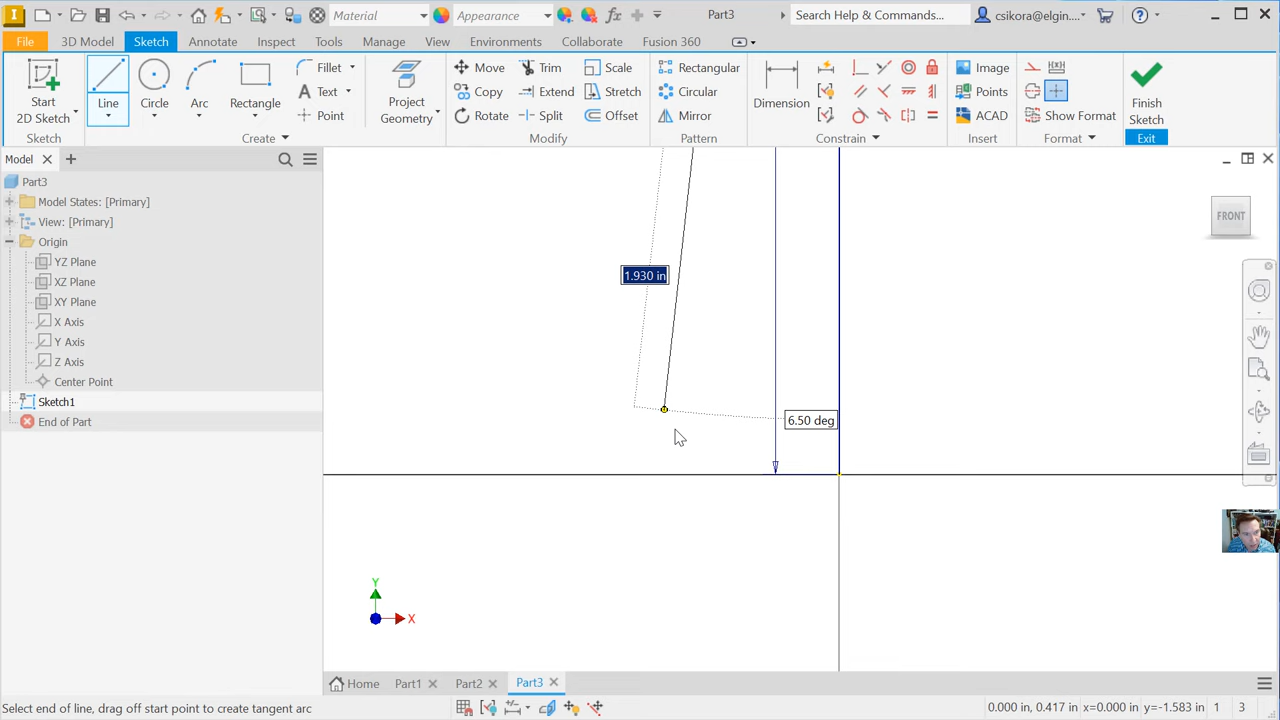 Material
Appearance
Part3
Search Help & Commands...
csikora@elgin....
File
3D Model
Sketch
Annotate
Inspect
Tools
Manage
View
Environments
Collaborate
Fusion 360
Start
2D Sketch
Sketch
Line
Circle
Arc
Rectangle
Fillet
Text
Point
Create
Project
Geometry
Move
Copy
Rotate
Trim
Extend
Split
Scale
Stretch
Offset
Modify
Rectangular
Circular
Mirror
Pattern
Dimension
Constrain
Image
Points
ACAD
Insert
Show Format
Format
Finish
Sketch
Exit
Model
Part3
Model States: [Primary]
View: [Primary]
Origin
YZ Plane
XZ Plane
XY Plane
X Axis
Y Axis
Z Axis
Center Point
Sketch1
End of Part
1.930 in
6.50 deg
FRONT
Y
X
Home
Part1
Part2
Part3
Select end of line, drag off start point to create tangent arc
0.000 in, 0.417 in x=0.000 in y=-1.583 in 1 3